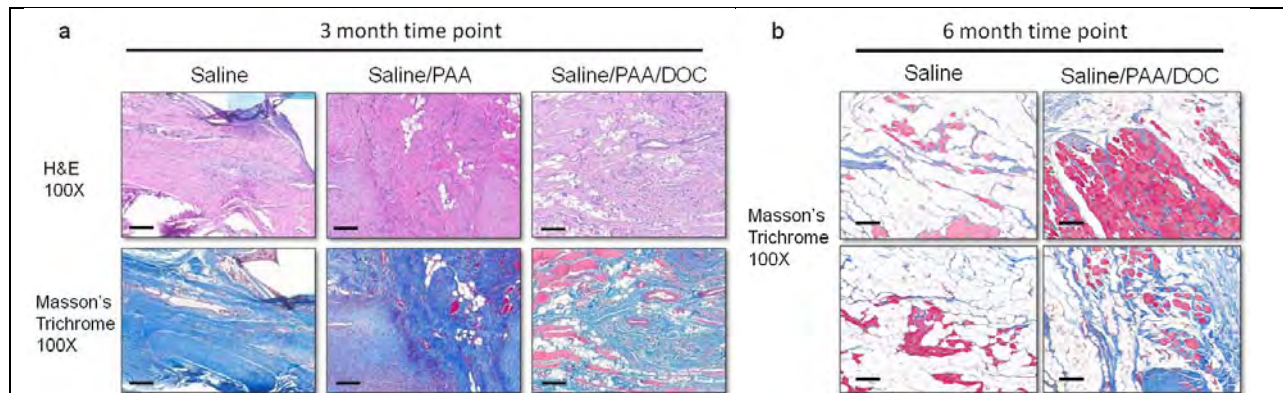 a
3 month time point
Saline
Saline/PAA
Saline/PAA/DOC
H&E
100X
Masson's
Trichrome
100X
b
6 month time point
Saline
Saline/PAA/DOC
Masson's
Trichrome
100X